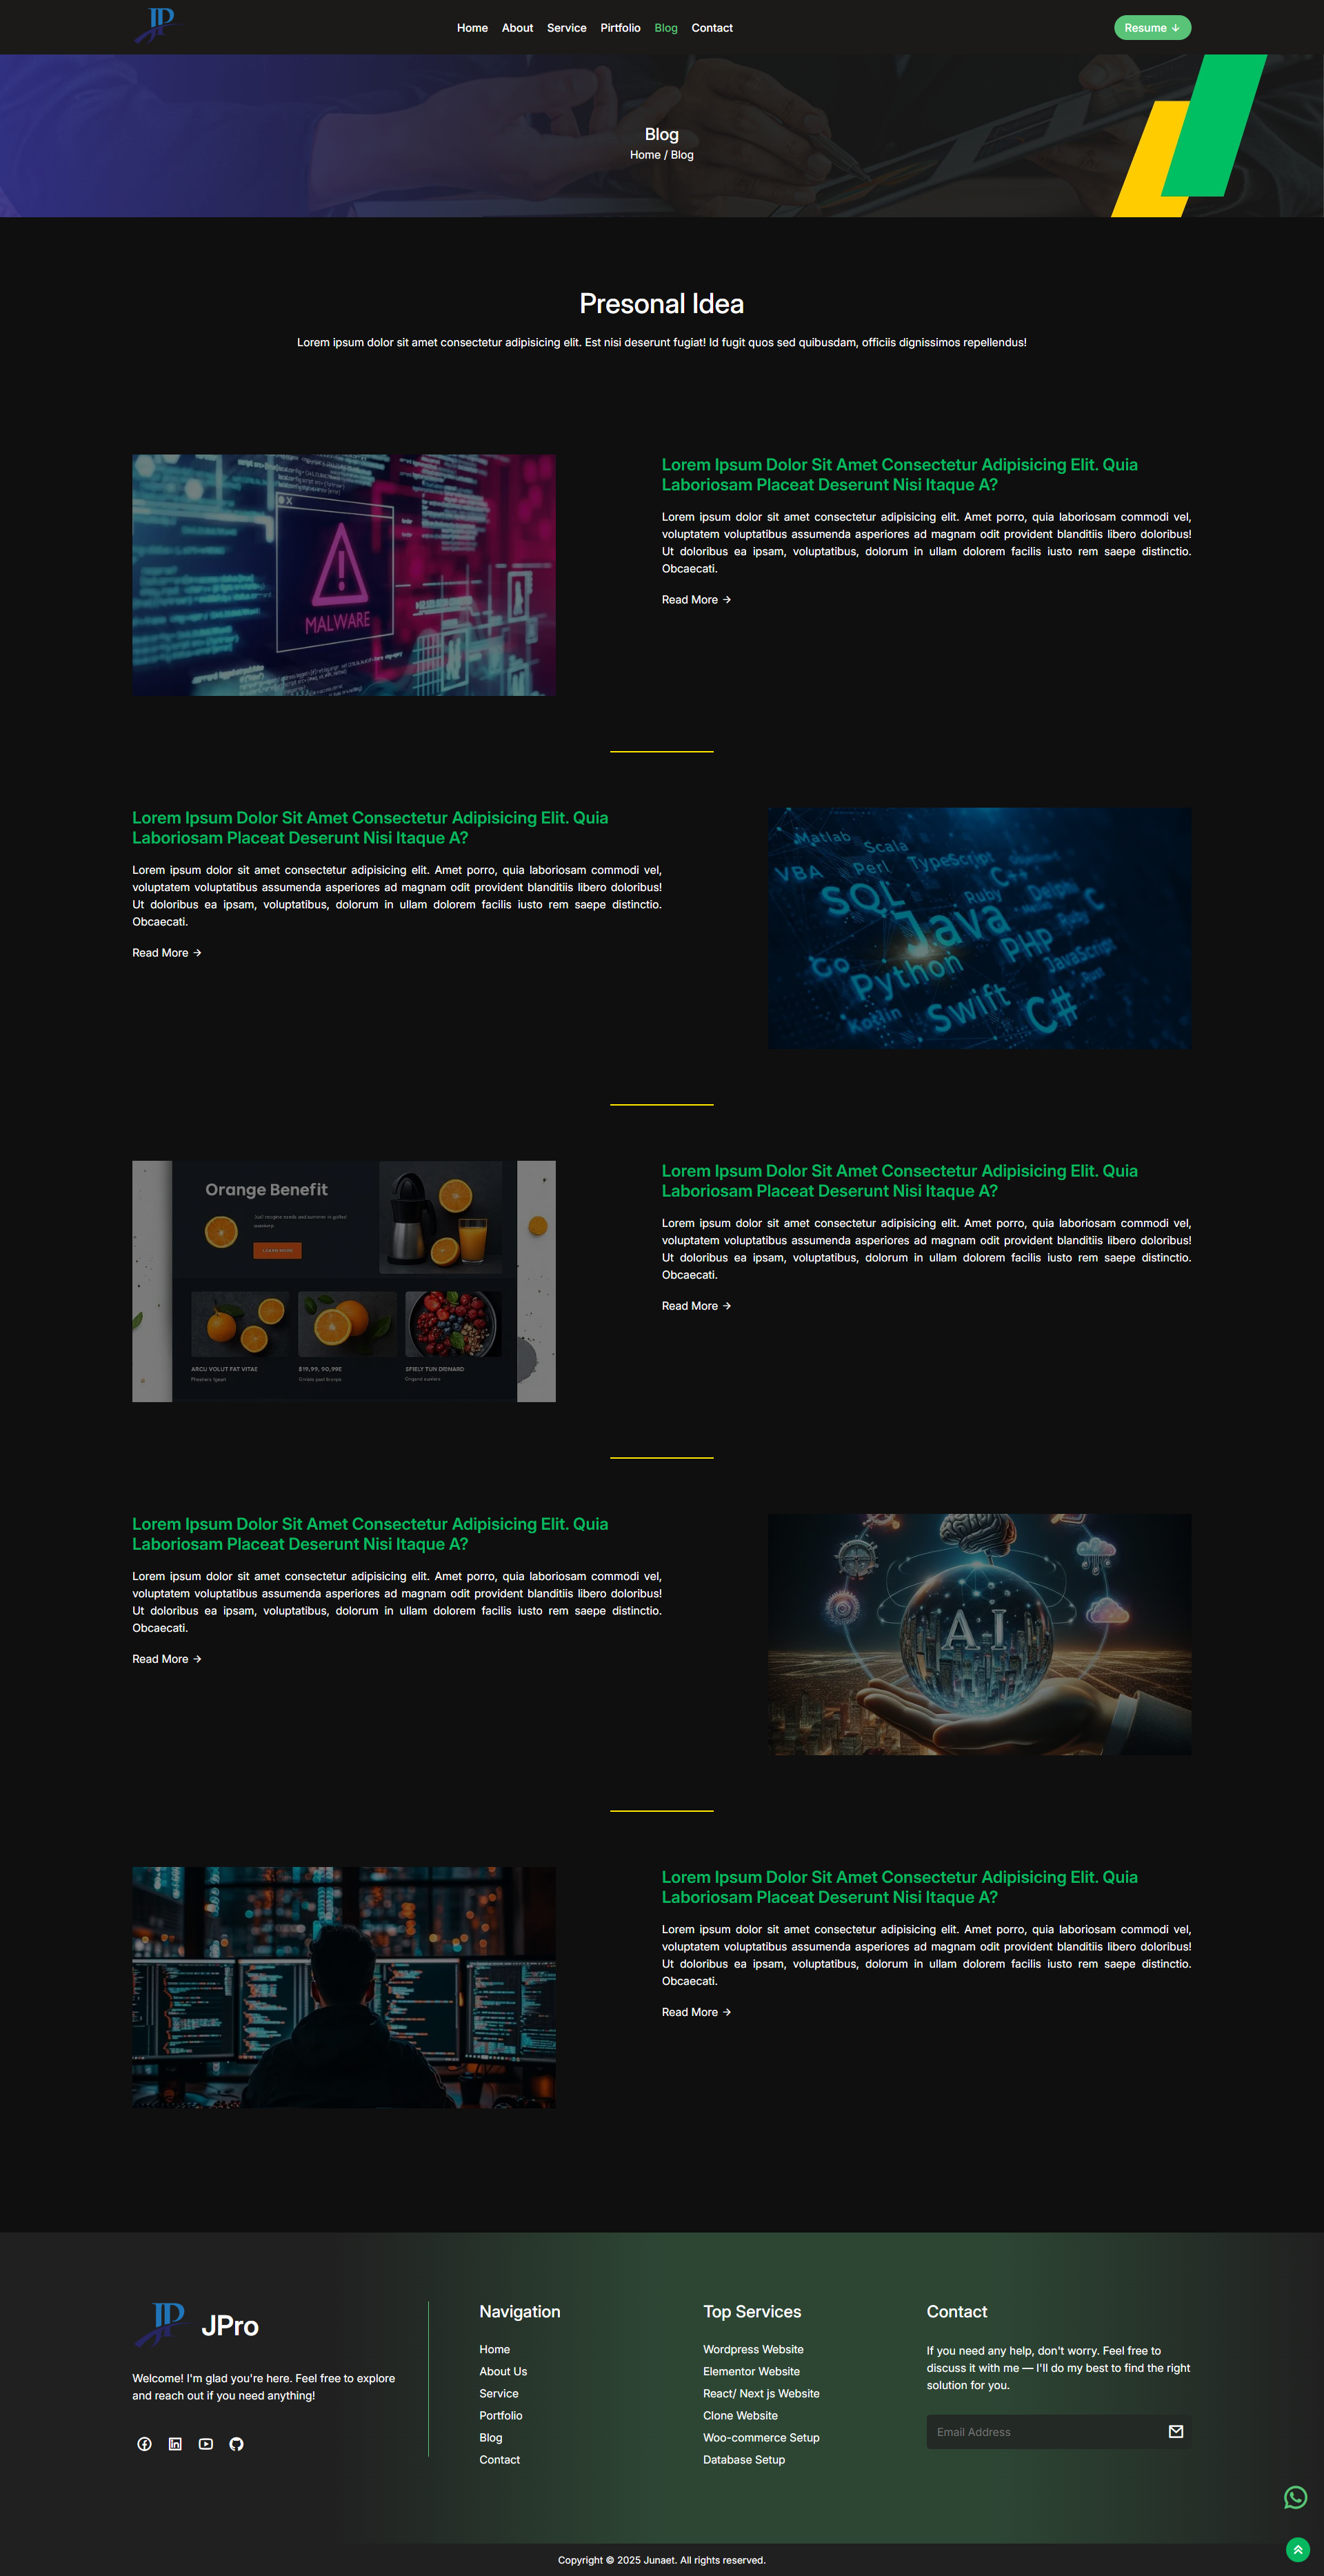 JP
Home About Service Pirtfolio Blog Contact
Resume
Blog
Home / Blog
Presonal Idea
Lorem ipsum dolor sit amet consectetur adipisicing elit. Est nisi deserunt fugiat! Id fugit quos sed quibusdam, officiis dignissimos repellendus!
MALWARE
Lorem Ipsum Dolor Sit Amet Consectetur Adipisicing Elit. Quia
Laboriosam Placeat Deserunt Nisi Itaque A?
Lorem ipsum dolor sit amet consectetur adipisicing elit. Amet porro, quia laboriosam commodi vel,
voluptatem voluptatibus assumenda asperiores ad magnam odit provident blanditiis libero doloribus!
Ut doloribus ea ipsam, voluptatibus, dolorum in ullam dolorem facilis iusto rem saepe distinctio.
Obcaecati.
Read More →
Lorem Ipsum Dolor Sit Amet Consectetur Adipisicing Elit. Quia
Laboriosam Placeat Deserunt Nisi Itaque A?
Lorem ipsum dolor sit amet consectetur adipisicing elit. Amet porro, quia laboriosam commodi vel,
voluptatem voluptatibus assumenda asperiores ad magnam odit provident blanditiis libero doloribus!
Ut doloribus ea ipsam, voluptatibus, dolorum in ullam dolorem facilis iusto rem saepe distinctio.
Obcaecati.
Read More →
Matlab Scala
VBA Perl TypeScript
SQL Ruby C++ Delphi C
Java Ruby
Go Python PHP JavaScript
Kotlin Swift C#
Orange Benefit
LEARN MORE
ARCU VOLUT FAT VITAE
$19,99, 90,99E
SFIELY TUN DRINARD
Lorem Ipsum Dolor Sit Amet Consectetur Adipisicing Elit. Quia
Laboriosam Placeat Deserunt Nisi Itaque A?
Lorem ipsum dolor sit amet consectetur adipisicing elit. Amet porro, quia laboriosam commodi vel,
voluptatem voluptatibus assumenda asperiores ad magnam odit provident blanditiis libero doloribus!
Ut doloribus ea ipsam, voluptatibus, dolorum in ullam dolorem facilis iusto rem saepe distinctio.
Obcaecati.
Read More →
Lorem Ipsum Dolor Sit Amet Consectetur Adipisicing Elit. Quia
Laboriosam Placeat Deserunt Nisi Itaque A?
Lorem ipsum dolor sit amet consectetur adipisicing elit. Amet porro, quia laboriosam commodi vel,
voluptatem voluptatibus assumenda asperiores ad magnam odit provident blanditiis libero doloribus!
Ut doloribus ea ipsam, voluptatibus, dolorum in ullam dolorem facilis iusto rem saepe distinctio.
Obcaecati.
Read More →
A.I
Lorem Ipsum Dolor Sit Amet Consectetur Adipisicing Elit. Quia
Laboriosam Placeat Deserunt Nisi Itaque A?
Lorem ipsum dolor sit amet consectetur adipisicing elit. Amet porro, quia laboriosam commodi vel,
voluptatem voluptatibus assumenda asperiores ad magnam odit provident blanditiis libero doloribus!
Ut doloribus ea ipsam, voluptatibus, dolorum in ullam dolorem facilis iusto rem saepe distinctio.
Obcaecati.
Read More →
JP JPro
Welcome! I'm glad you're here. Feel free to explore
and reach out if you need anything!
Navigation
Home
About Us
Service
Portfolio
Blog
Contact
Top Services
Wordpress Website
Elementor Website
React/ Next js Website
Clone Website
Woo-commerce Setup
Database Setup
Contact
If you need any help, don't worry. Feel free to
discuss it with me — I'll do my best to find the right
solution for you.
Email Address
Copyright © 2025 Junaet. All rights reserved.